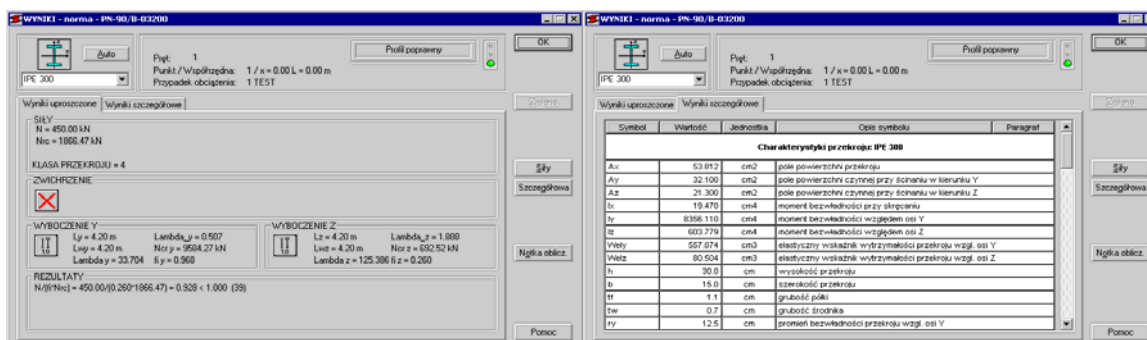 WYNIKI - norma - PN-90/B-03200
Auto
IPE 300
Pręt: 1
Punkt / Współrzędna: 1 / x = 0.00 L = 0.00 m
Przypadek obciążenia: 1 TEST
Profil poprawny
OK
Zmiana
Siły
Szczegółowa
Notka oblicz.
Pomoc
Wyniki uproszczone
Wyniki szczegółowe
SIŁY
N = 450.00 kN
Nrc = 1866.47 kN
KLASA PRZEKROJU = 4
ZWICHRZENIE
WYBOCZENIE Y
1.0
Ly = 4.20 m Lambda_y = 0.507
Lwy = 4.20 m Ncr y = 9584.27 kN
Lambda y = 33.704 fi y = 0.968
WYBOCZENIE Z
1.0
Lz = 4.20 m Lambda_z = 1.888
Lwz = 4.20 m Ncr z = 692.52 kN
Lambda z = 125.386 fi z = 0.260
REZULTATY
N/(fi*Nrc) = 450.00/(0.260*1866.47) = 0.928 < 1.000 (39)
WYNIKI - norma - PN-90/B-03200
Auto
IPE 300
Pręt: 1
Punkt / Współrzędna: 1 / x = 0.00 L = 0.00 m
Przypadek obciążenia: 1 TEST
Profil poprawny
OK
Zmiana
Siły
Szczegółowa
Notka oblicz.
Pomoc
Wyniki uproszczone
Wyniki szczegółowe
Symbol Wartość Jednostka Opis symbolu Paragraf
Charakterystyki przekroju: IPE 300
Ax 53.812 cm2 pole powierzchni przekroju
Ay 32.100 cm2 pole powierzchni czynnej przy ścinaniu w kierunku Y
Az 21.300 cm2 pole powierzchni czynnej przy ścinaniu w kierunku Z
Ix 19.470 cm4 moment bezwładności przy skręcaniu
Iy 8356.110 cm4 moment bezwładności względem osi Y
Iz 603.779 cm4 moment bezwładności względem osi Z
Wely 557.074 cm3 elastyczny wskaźnik wytrzymałości przekroju wzgl. osi Y
Welz 80.504 cm3 elastyczny wskaźnik wytrzymałości przekroju wzgl. osi Z
h 30.0 cm wysokość przekroju
b 15.0 cm szerokość przekroju
tf 1.1 cm grubość półki
tw 0.7 cm grubość środnika
ry 12.5 cm promień bezwładności przekroju wzgl. osi Y